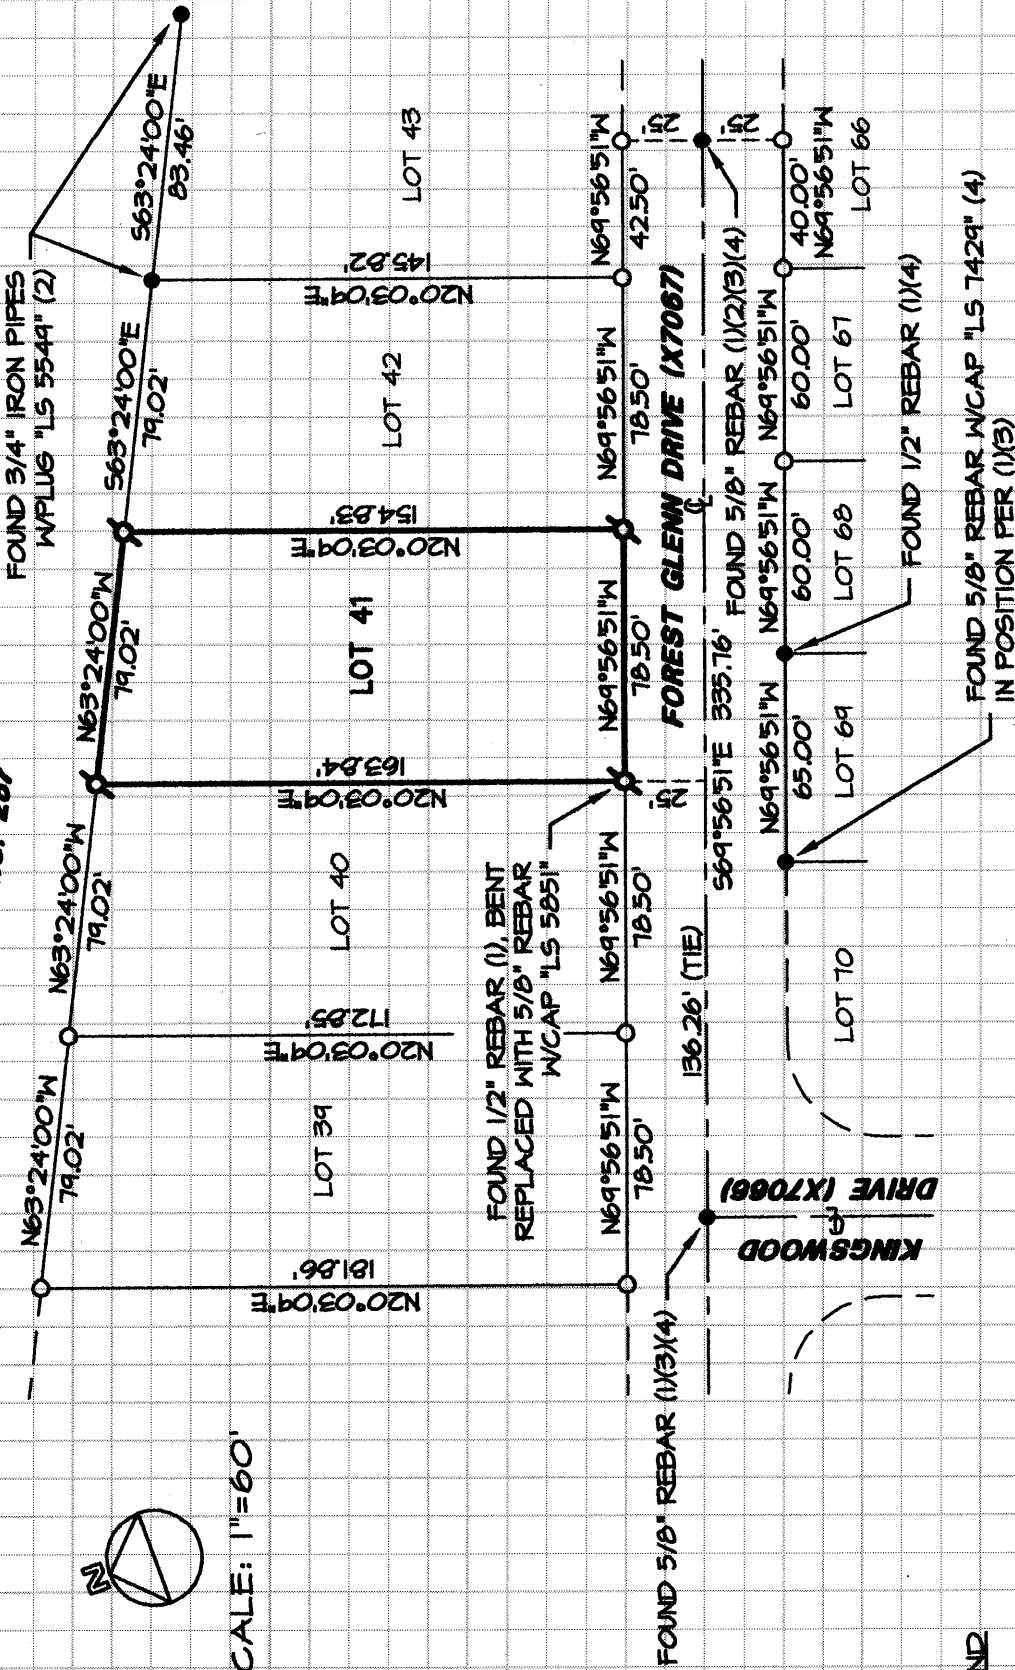 FOUND 3/4" IRON PIPES
W/PLUG "LS 5549" (2)
S63°24'00"E
83.46'
S63°24'00"E
79.02'
N63°24'00"W
79.02'
N63°24'00"W
79.02'
N63°24'00"W
79.02'
LOT 43
LOT 42
LOT 41
LOT 40
LOT 39
145.82'
N20°03'09"E
154.83'
N20°03'09"E
163.84'
N20°03'09"E
172.85'
N20°03'09"E
181.86'
N20°03'09"E
FOUND 1/2" REBAR (1), BENT
REPLACED WITH 5/8" REBAR
W/CAP "LS 5851"
N69°56'51"W
42.50'
N69°56'51"W
78.50'
N69°56'51"W
78.50'
N69°56'51"W
78.50'
N69°56'51"W
78.50'
25'
25'
25'
FOREST GLENN DRIVE (X7067)
℄
136.26' (TIE)
S69°56'51"E 335.76'
FOUND 5/8" REBAR (1)(2)(3)(4)
40.00'
N69°56'51"W
LOT 66
N69°56'51"W
60.00'
LOT 67
N69°56'51"W
60.00'
LOT 68
N69°56'51"W
65.00'
LOT 69
LOT 70
FOUND 1/2" REBAR (1)(4)
FOUND 5/8" REBAR W/CAP "LS 7429" (4)
IN POSITION PER (1)(3)
KINGSWOOD
℄
DRIVE (X7066)
FOUND 5/8" REBAR (1)(3)(4)
N
CALE: 1"=60'
ND